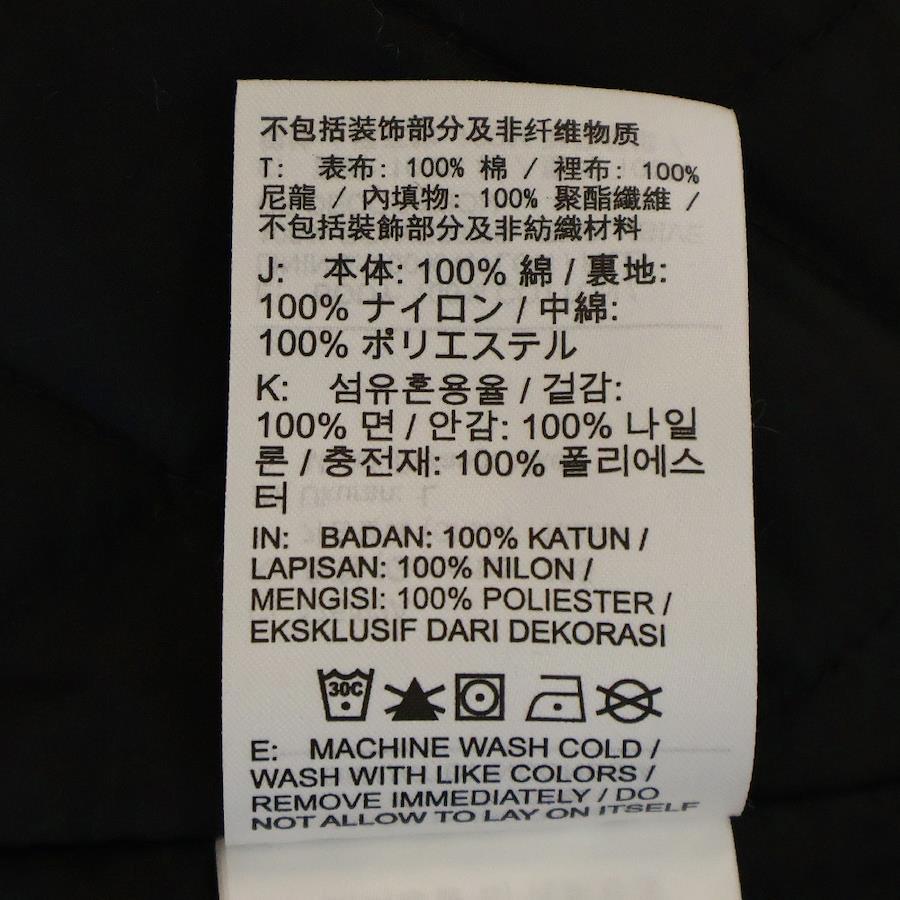 不包括装饰部分及非纤维物质
T: 表布: 100% 棉 / 裡布: 100%
尼龍 / 內填物: 100% 聚酯纖維 /
不包括裝飾部分及非紡織材料
J: 本体: 100% 綿 / 裏地:
100% ナイロン / 中綿:
100% ポリエステル
K: 섬유혼용율 / 겉감:
100% 면 / 안감: 100% 나일
론 / 충전재: 100% 폴리에스
터
IN: BADAN: 100% KATUN /
LAPISAN: 100% NILON /
MENGISI: 100% POLIESTER /
EKSKLUSIF DARI DEKORASI
30C
E: MACHINE WASH COLD /
WASH WITH LIKE COLORS /
REMOVE IMMEDIATELY / DO
NOT ALLOW TO LAY ON ITSELF